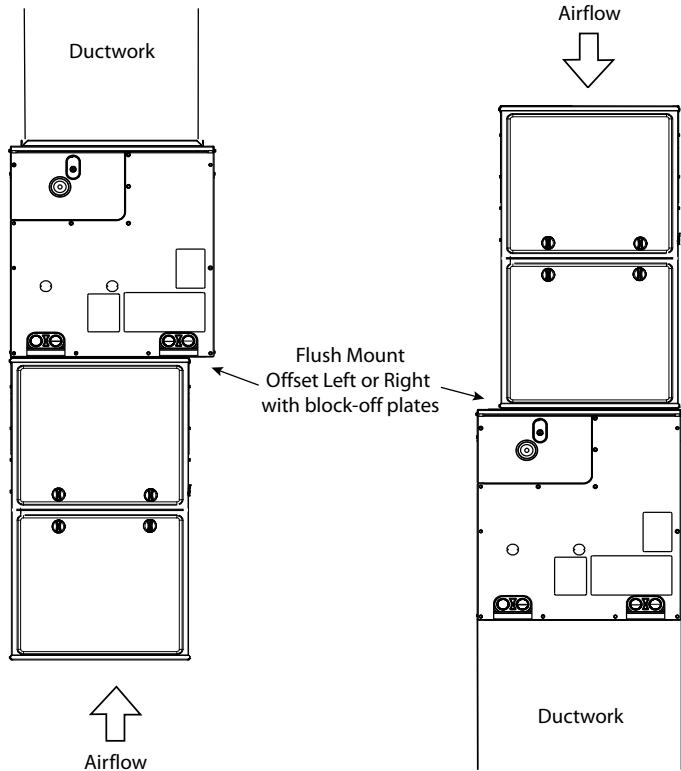 Ductwork
Airflow
Flush Mount
Offset Left or Right
with block-off plates
Airflow
Ductwork